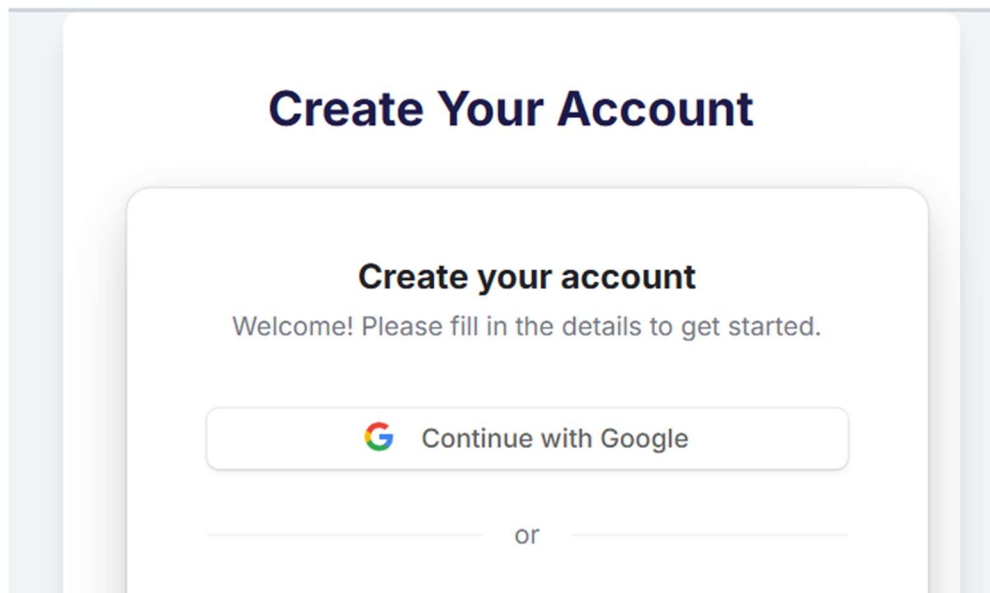 Create Your Account
Create your account
Welcome! Please fill in the details to get started.
Continue with Google
or